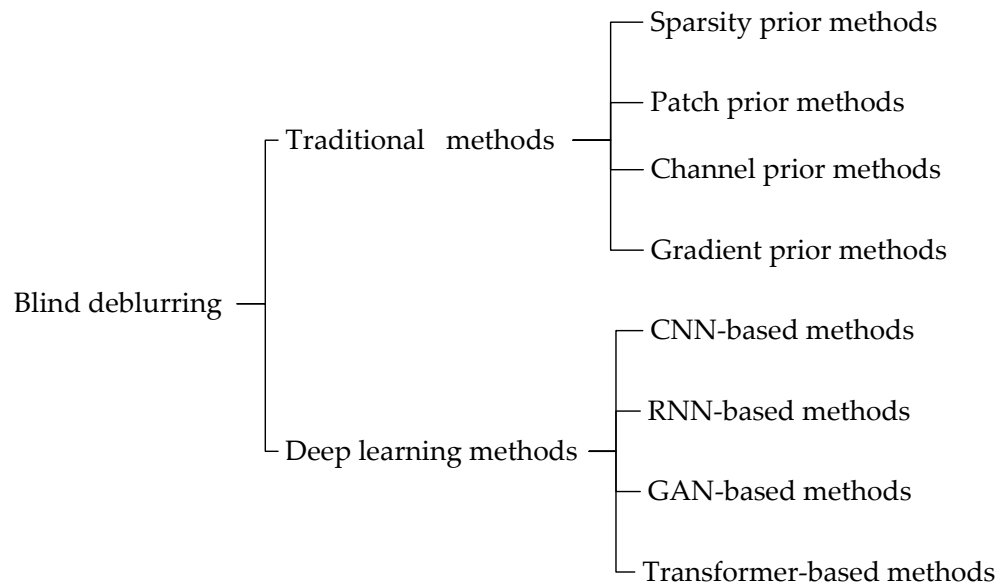 Sparsity prior methods
Patch prior methods
Traditional methods
Channel prior methods
Gradient prior methods
Blind deblurring
CNN-based methods
RNN-based methods
Deep learning methods
GAN-based methods
Transformer-based methods